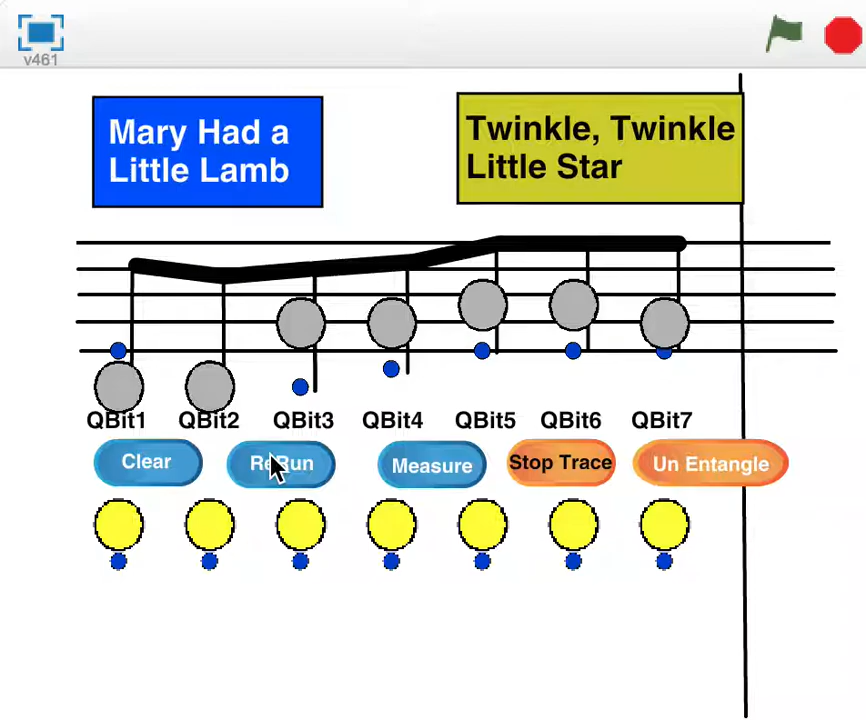 v461
Mary Had a
Little Lamb
Twinkle, Twinkle
Little Star
QBit1 QBit2 QBit3 QBit4 QBit5 QBit6 QBit7
Clear ReRun Measure Stop Trace Un Entangle